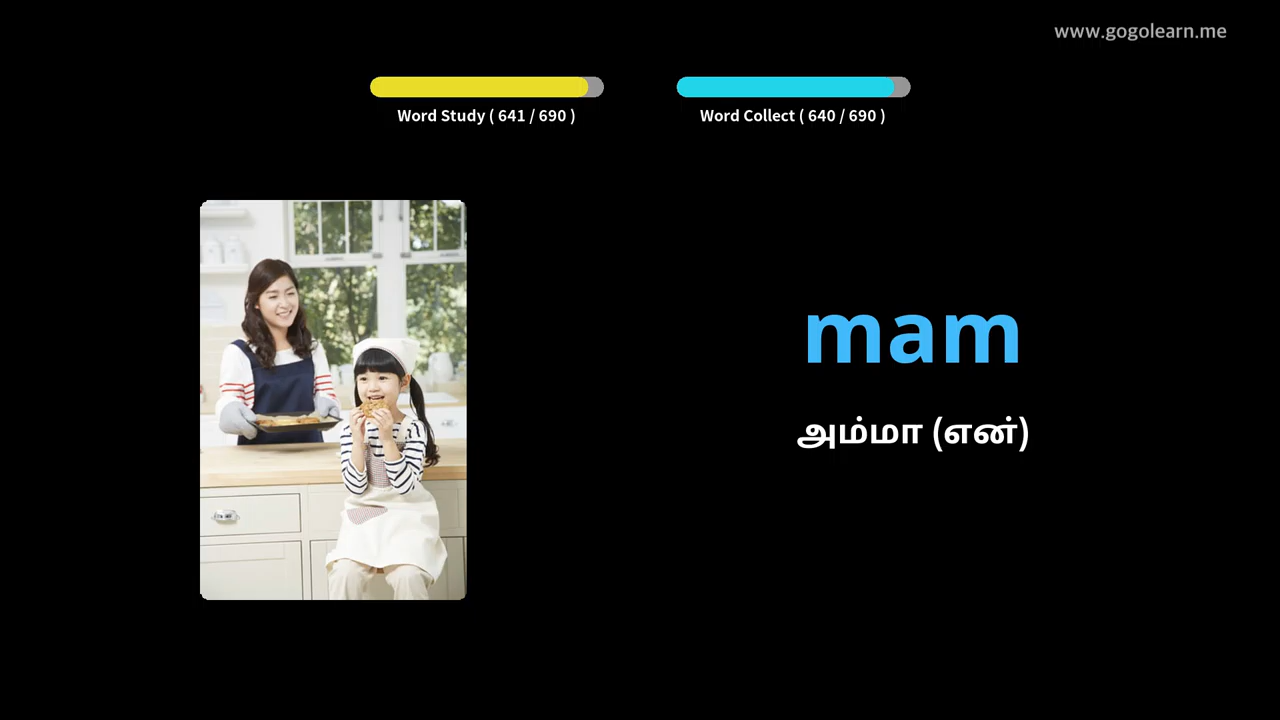 www.gogolearn.me
Word Study ( 641 / 690 )
Word Collect ( 640 / 690 )
mam
அம்மா (என்)